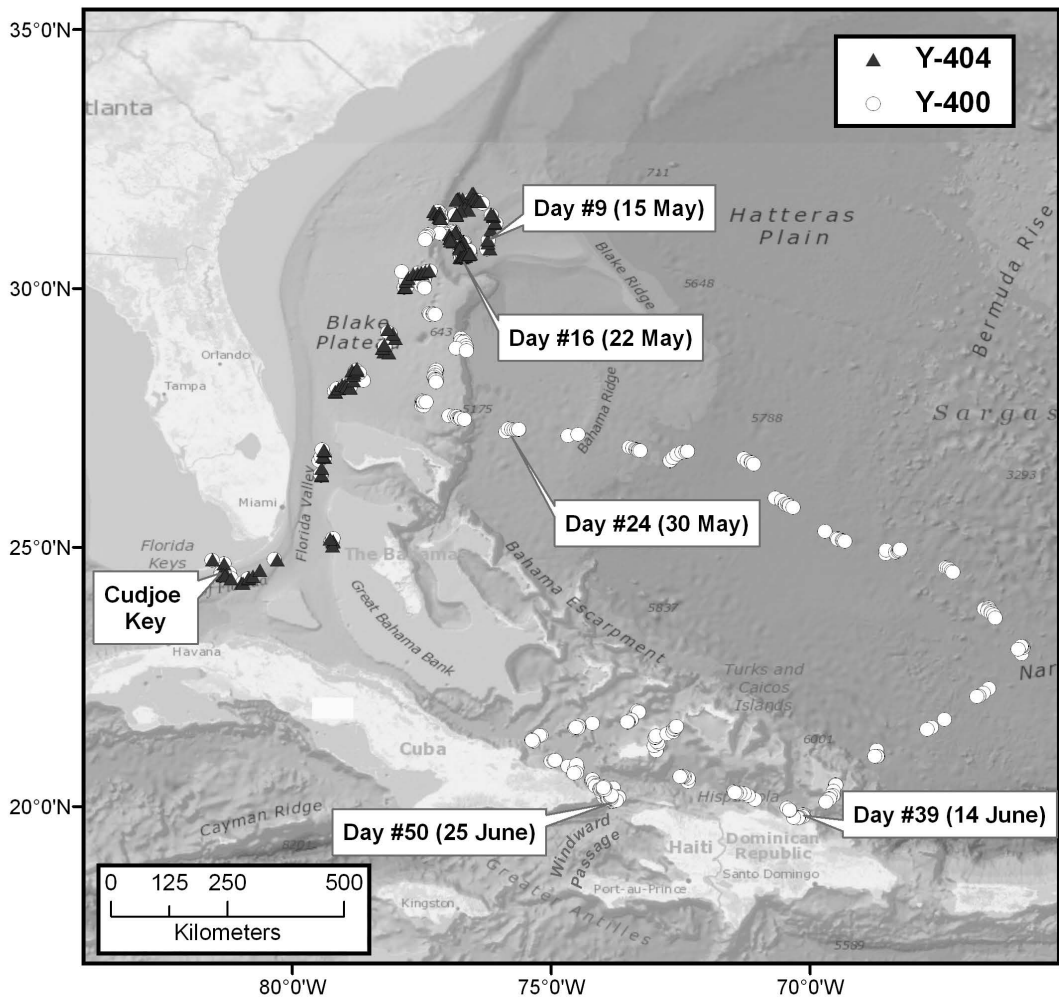 35°0'N
30°0'N
25°0'N
20°0'N
80°0'W
75°0'W
70°0'W
Y-404
Y-400
tlanta
711
Hatteras
Plain
Day #9 (15 May)
Blake Ridge
5648
Bermuda Rise
Blake
Plateau
643
Day #16 (22 May)
Orlando
Tampa
5175
Bahama Ridge
5788
Sargas
3293
Miami
Florida Valley
Day #24 (30 May)
Florida
Keys
The Bahamas
Cudjoe
Key
Great Bahama Bank
Bahama Escarpment
5837
Havana
Turks and
Caicos
Islands
Nar
Cuba
6001
Cayman Ridge
Hispaniola
Day #50 (25 June)
Day #39 (14 June)
8201
Windward
Passage
Haiti
Dominican
Republic
Santo Domingo
Port-au-Prince
Kingston
Greater Antilles
5589
0 125 250 500
Kilometers